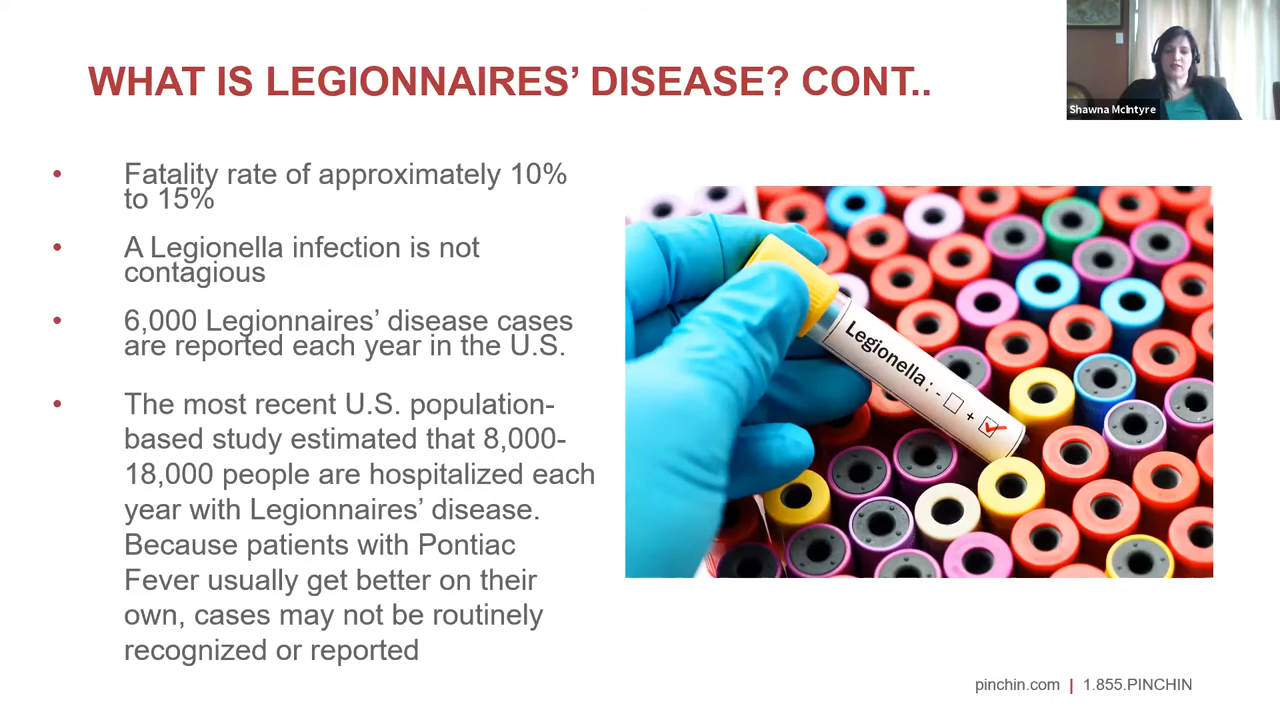 WHAT IS LEGIONNAIRES’ DISEASE? CONT..
Shawna McIntyre
• Fatality rate of approximately 10%
to 15%
• A Legionella infection is not
contagious
• 6,000 Legionnaires’ disease cases
are reported each year in the U.S.
• The most recent U.S. population-
based study estimated that 8,000-
18,000 people are hospitalized each
year with Legionnaires’ disease.
Because patients with Pontiac
Fever usually get better on their
own, cases may not be routinely
recognized or reported
Legionella: - +
pinchin.com | 1.855.PINCHIN